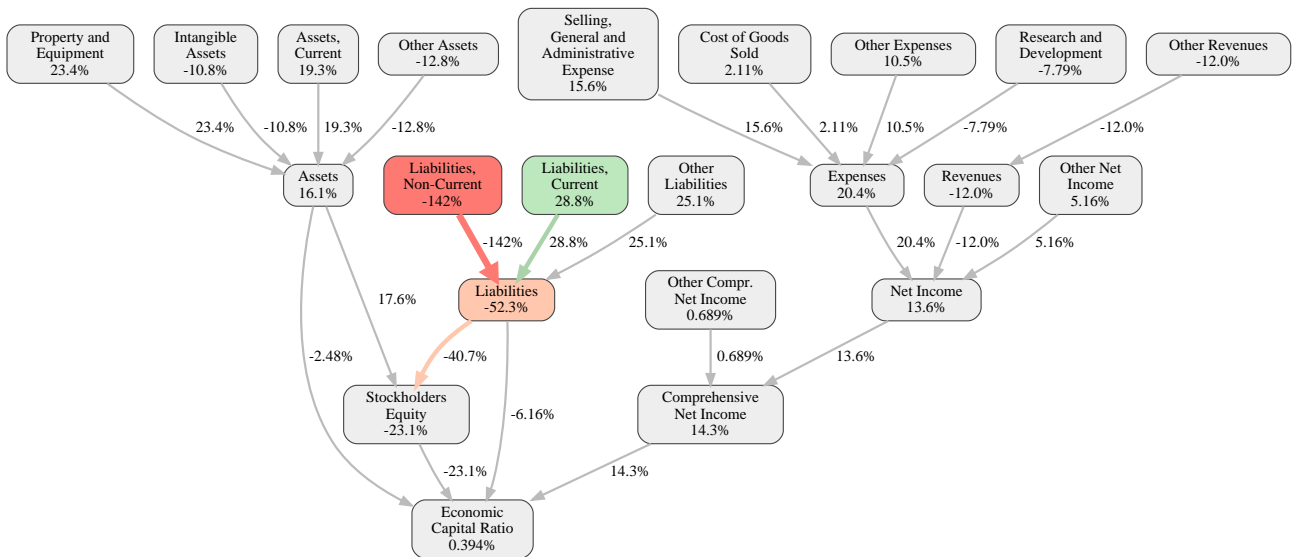 Property and
Equipment
23.4%
Intangible
Assets
-10.8%
Assets,
Current
19.3%
Other Assets
-12.8%
Selling,
General and
Administrative
Expense
15.6%
Cost of Goods
Sold
2.11%
Other Expenses
10.5%
Research and
Development
-7.79%
Other Revenues
-12.0%
23.4%
-10.8%
19.3%
-12.8%
15.6%
2.11%
10.5%
-7.79%
-12.0%
Assets
16.1%
Liabilities,
Non-Current
-142%
Liabilities,
Current
28.8%
Other
Liabilities
25.1%
Expenses
20.4%
Revenues
-12.0%
Other Net
Income
5.16%
-142%
28.8%
25.1%
20.4%
-12.0%
5.16%
17.6%
Liabilities
-52.3%
Other Compr.
Net Income
0.689%
Net Income
13.6%
-2.48%
-40.7%
0.689%
13.6%
Stockholders
Equity
-23.1%
-6.16%
Comprehensive
Net Income
14.3%
-23.1%
14.3%
Economic
Capital Ratio
0.394%